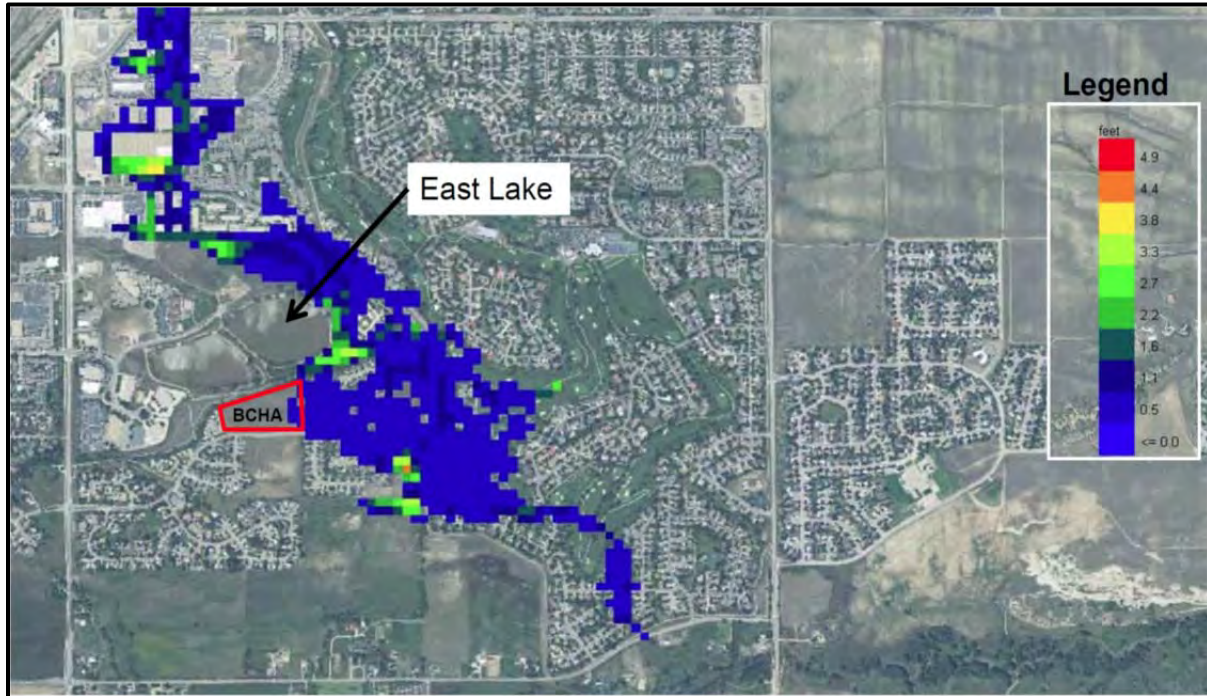 Legend
feet
4.9
4.4
3.8
3.3
2.7
2.2
1.6
1.1
0.5
<= 0.0
East Lake
BCHA